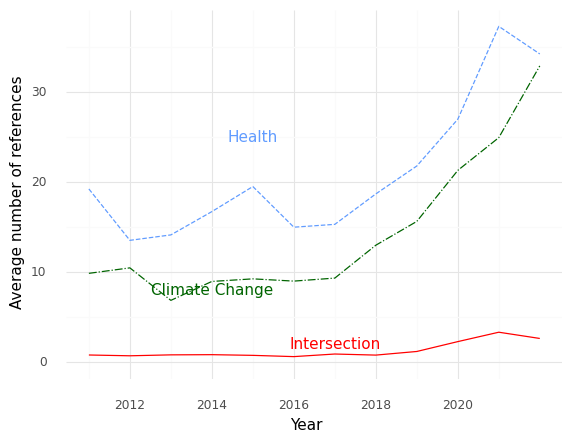 Average number of references
30
20
10
0
Health
Climate Change
Intersection
2012 2014 2016 2018 2020
Year